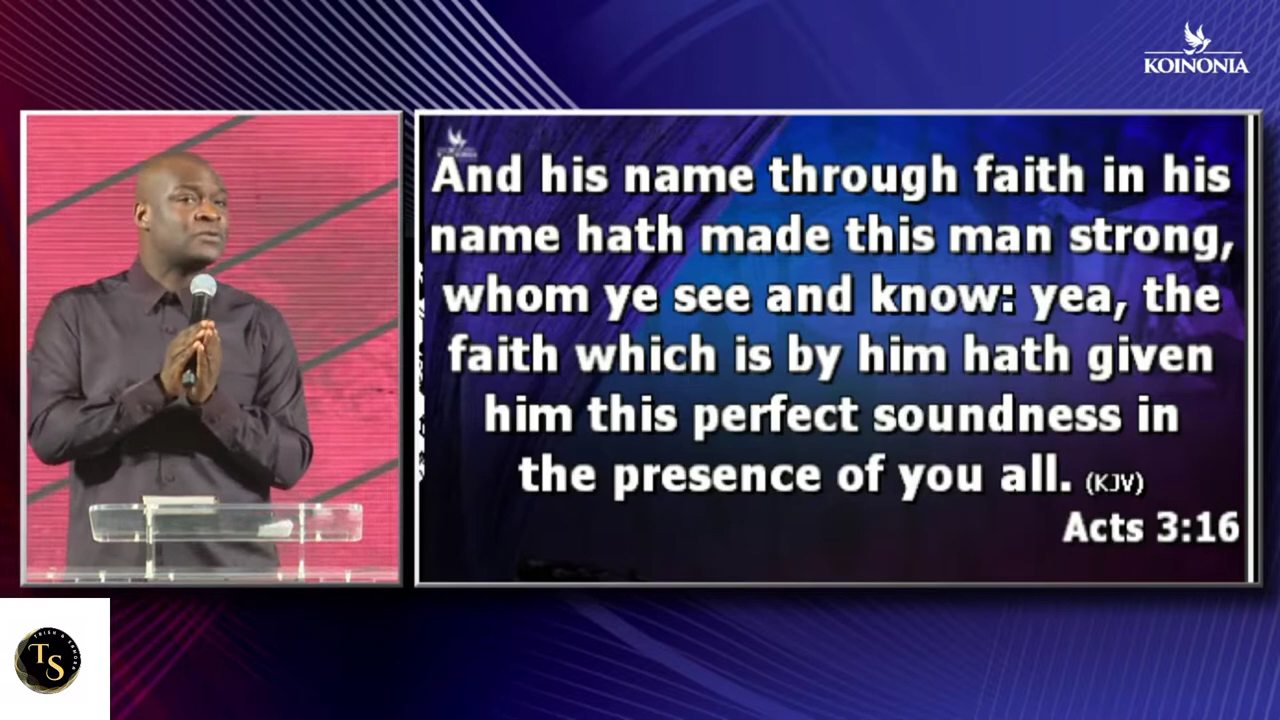 KOINONIA
And his name through faith in his
name hath made this man strong,
whom ye see and know: yea, the
faith which is by him hath given
him this perfect soundness in
the presence of you all. (KJV)
Acts 3:16
TS